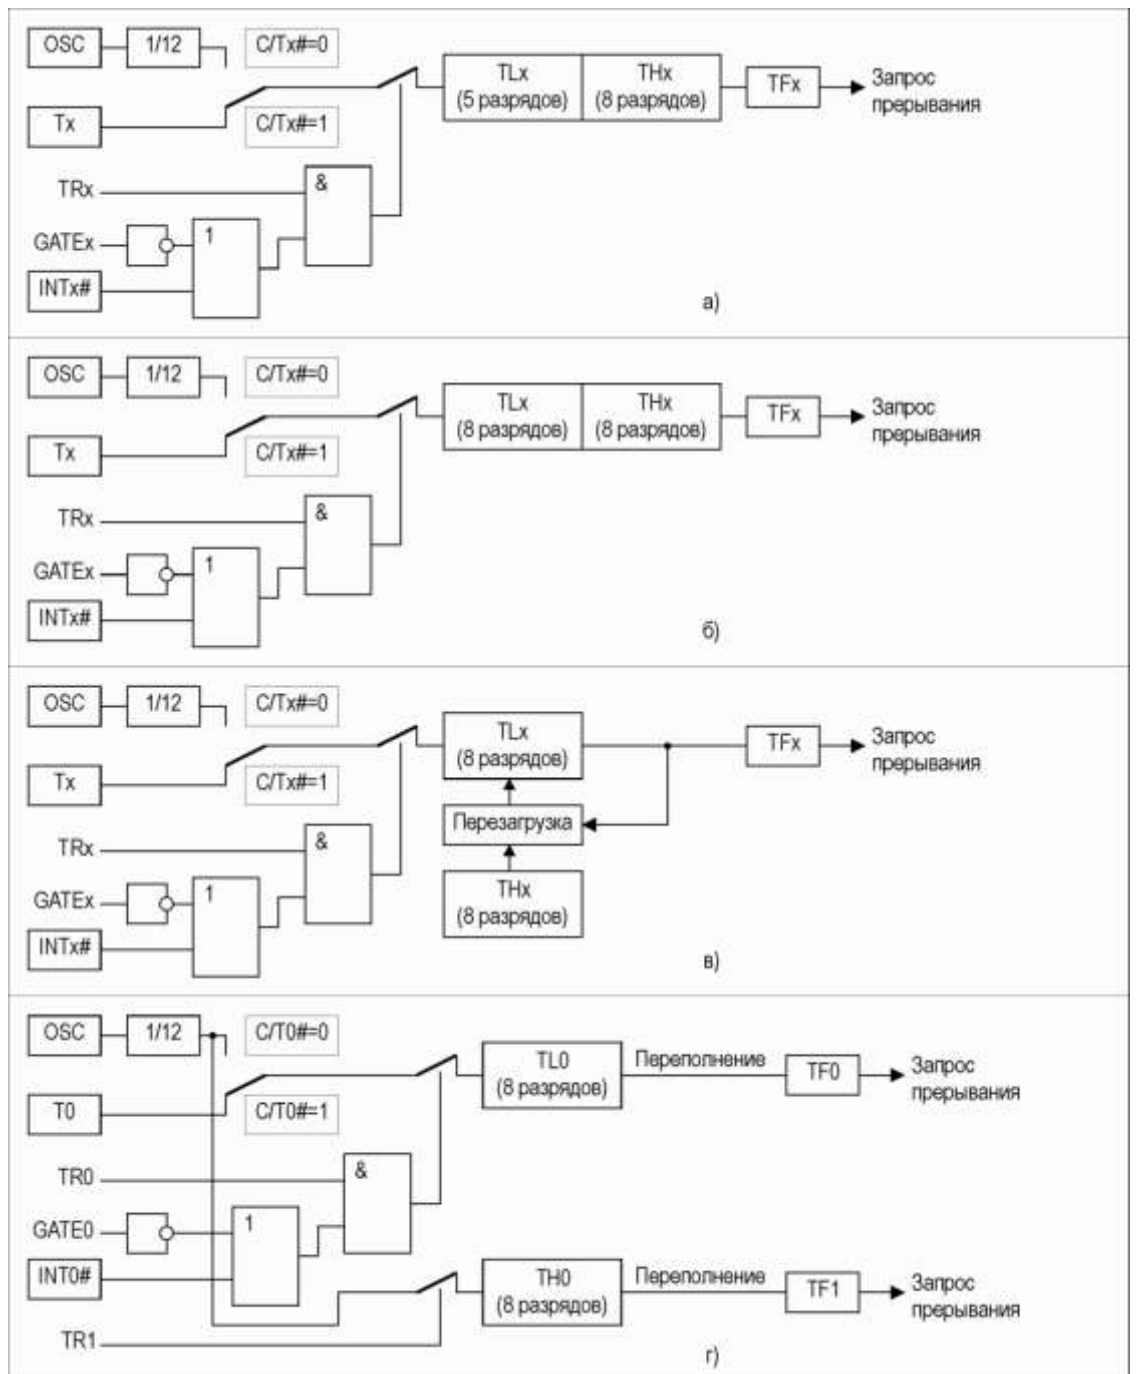 OSC 1/12 C/Tx#=0
TLx THx
(5 разрядов) (8 разрядов)
TFx
Запрос
прерывания
Tx C/Tx#=1
TRx &
GATEx 1
INTx#
а)
OSC 1/12 C/Tx#=0
TLx THx
(8 разрядов) (8 разрядов)
TFx
Запрос
прерывания
Tx C/Tx#=1
TRx &
GATEx 1
INTx#
б)
OSC 1/12 C/Tx#=0
TLx
(8 разрядов)
TFx
Запрос
прерывания
Tx C/Tx#=1
Перезагрузка
TRx &
THx
(8 разрядов)
GATEx 1
INTx#
в)
OSC 1/12 C/T0#=0
TL0
(8 разрядов)
Переполнение
TF0
Запрос
прерывания
T0 C/T0#=1
TR0 &
GATE0 1
INT0#
TH0
(8 разрядов)
Переполнение
TF1
Запрос
прерывания
TR1
г)